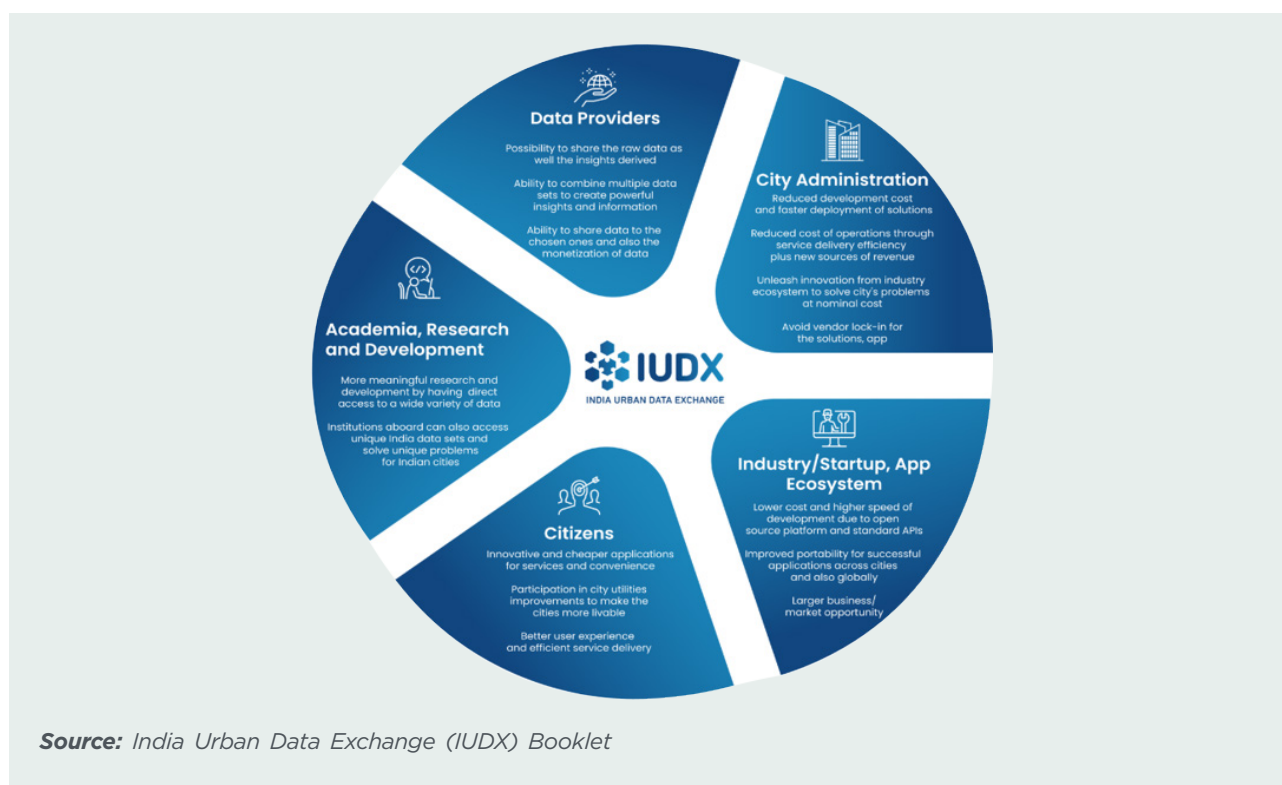 Data Providers
Possibility to share the raw data as
well the insights derived
Ability to combine multiple data
sets to create powerful
insights and information
Ability to share data to the
chosen ones and also the
monetization of data
City Administration
Reduced development cost
and faster deployment of solutions
Reduced cost of operations through
service delivery efficiency
plus new sources of revenue
Unleash innovation from industry
ecosystem to solve city's problems
at nominal cost
Avoid vendor lock-in for
the solutions, app
Academia, Research
and Development
More meaningful research and
development by having direct
access to a wide variety of data
Institutions aboard can also access
unique India data sets and
solve unique problems
for Indian cities
IUDX
INDIA URBAN DATA EXCHANGE
Industry/Startup, App
Ecosystem
Lower cost and higher speed of
development due to open
source platform and standard APIs
Improved portability for successful
applications across cities
and also globally
Larger business/
market opportunity
Citizens
Innovative and cheaper applications
for services and convenience
Participation in city utilities
improvements to make the
cities more livable
Better user experience
and efficient service delivery
Source: India Urban Data Exchange (IUDX) Booklet